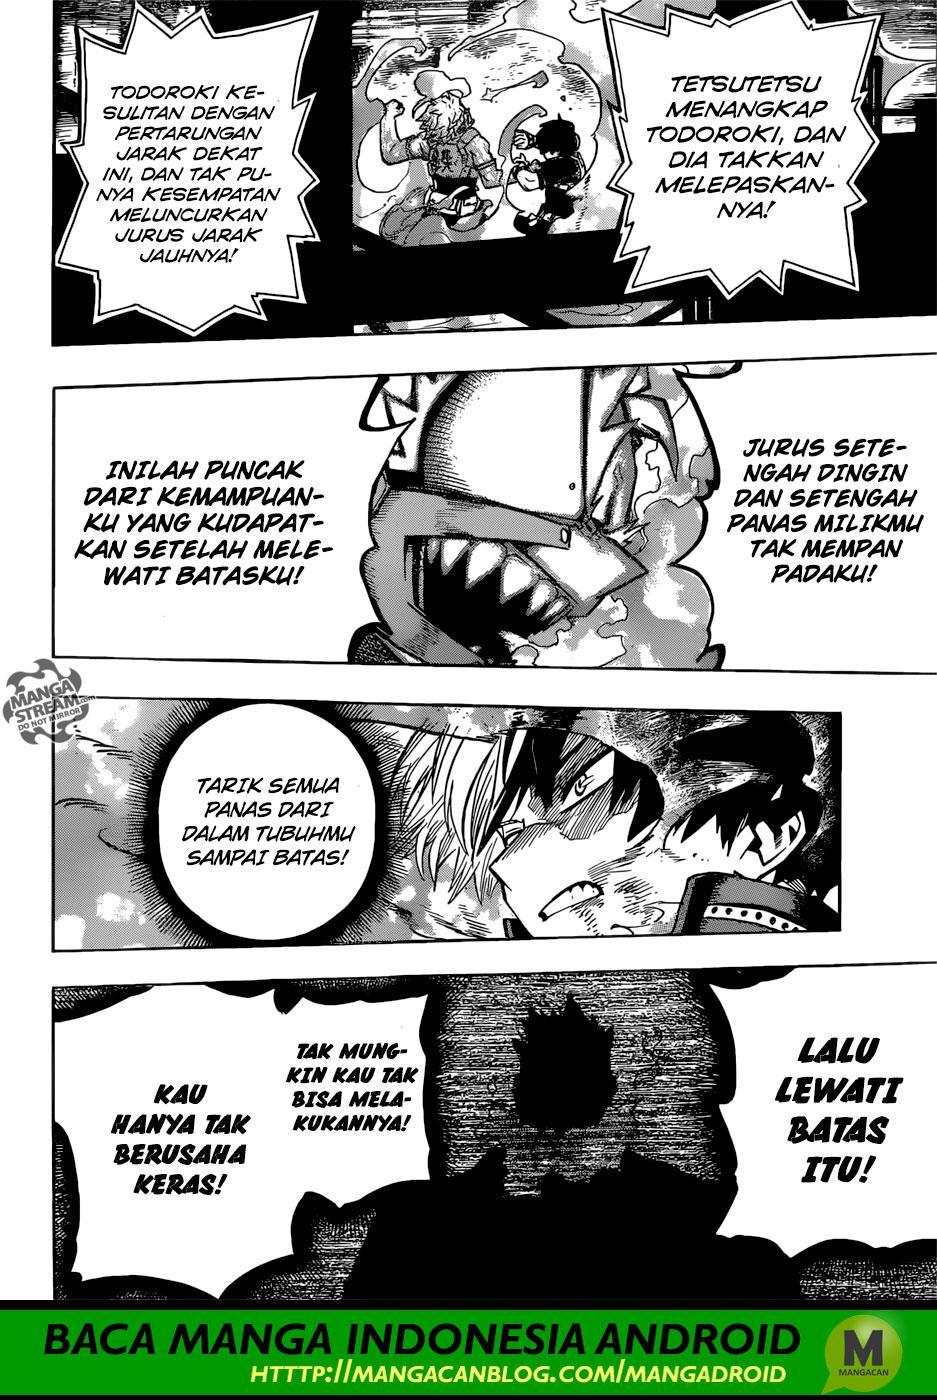 TETSUTETSU
MENANGKAP
TODOROKI, DAN
DIA TAKKAN
MELEPASKAN-
NYA!
TODOROKI KE-
SULITAN DENGAN
PERTARUNGAN
JARAK DEKAT
INI, DAN TAK PU-
NYA KESEMPATAN
MELUNCURKAN
JURUS JARAK
JAUHNYA!
JURUS SETE-
NGAH DINGIN
DAN SETENGAH
PANAS MILIKMU
TAK MEMPAN
PADAKU!
INILAH PUNCAK
DARI KEMAMPUAN-
KU YANG KUDAPAT-
KAN SETELAH MELE-
WATI BATASKU!
MANGA
STREAM.com
DO NOT MIRROR
TARIK SEMUA
PANAS DARI
DALAM TUBUHMU
SAMPAI BATAS!
LALU
LEWATI
BATAS
ITU!
TAK MUNG-
KIN KAU TAK
BISA MELA-
KUKANNYA!
KAU
HANYA TAK
BERUSAHA
KERAS!
BACA MANGA INDONESIA ANDROID
HTTTP://MANGACANBLOG.COM/MANGADROID
M
MANGACAN